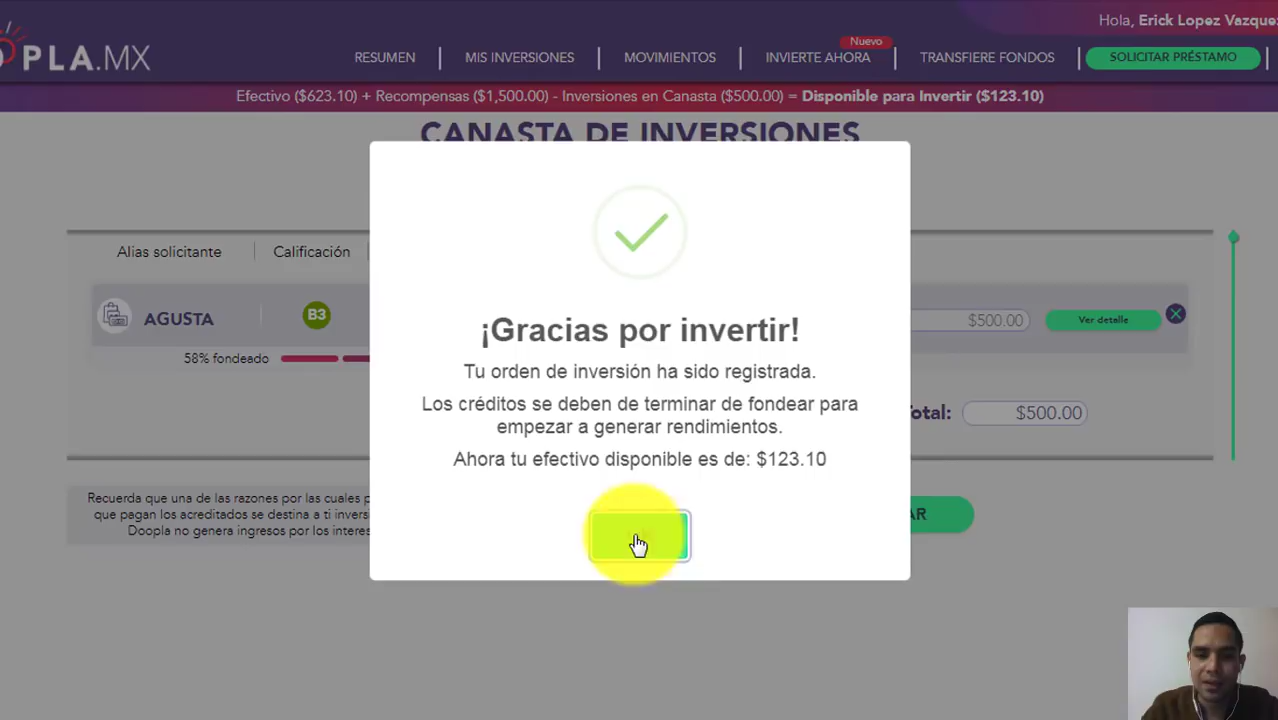 Hola, Erick Lopez Vazque
PLA.MX
RESUMEN
MIS INVERSIONES
MOVIMIENTOS
Nuevo
INVIERTE AHORA
TRANSFIERE FONDOS
SOLICITAR PRÉSTAMO
Efectivo ($623.10) + Recompensas ($1,500.00) - Inversiones en Canasta ($500.00) = Disponible para Invertir ($123.10)
CANASTA DE INVERSIONES
Alias solicitante
Calificación
AGUSTA
B3
$500.00
Ver detalle
58% fondeado
Total: $500.00
¡Gracias por invertir!
Tu orden de inversión ha sido registrada.
Los créditos se deben de terminar de fondear para
empezar a generar rendimientos.
Ahora tu efectivo disponible es de: $123.10
Recuerda que una de las razones por las cuales p
que pagan los acreditados se destina a ti inversi
Doopla no genera ingresos por los interes
AR